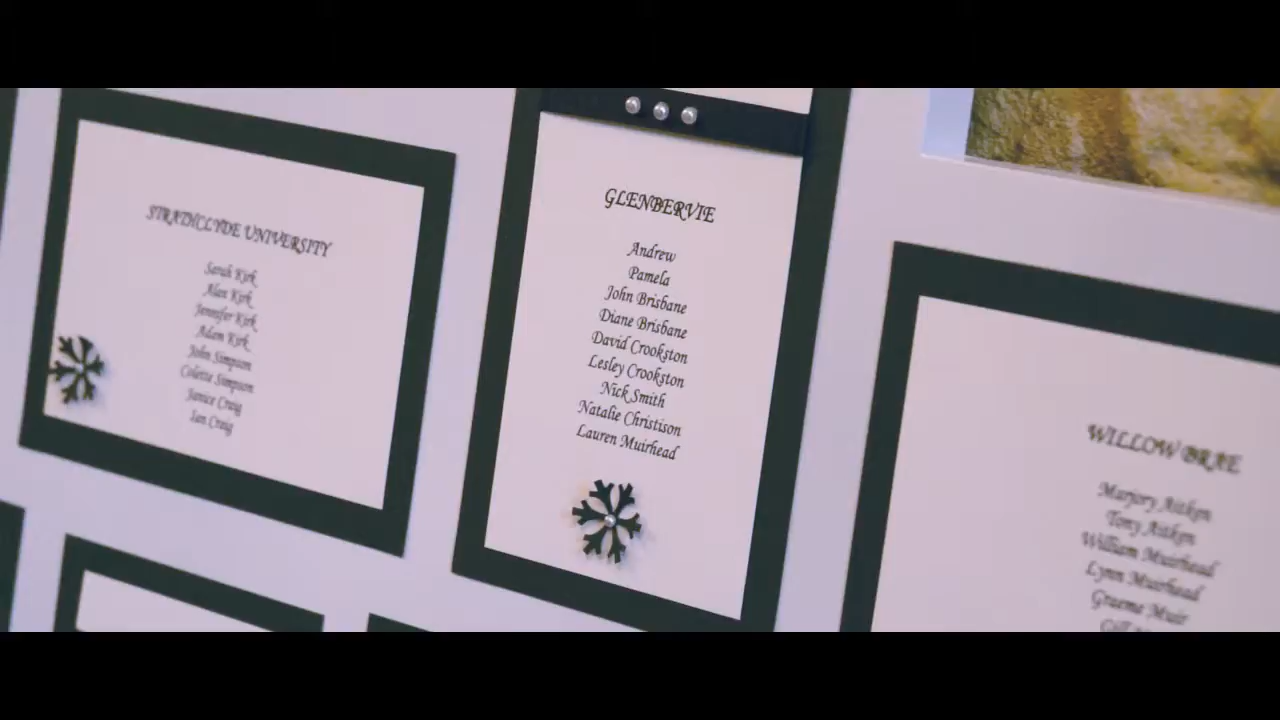 STRATHCLYDE UNIVERSITY
Sarah Kirk
Alan Kirk
Jennifer Kirk
Adam Kirk
John Simpson
Colette Simpson
Janice Craig
Ian Craig
GLENBERVIE
Andrew
Pamela
John Brisbane
Diane Brisbane
David Crookston
Lesley Crookston
Nick Smith
Natalie Christison
Lauren Muirhead
WILLOW BRAE
Marjory Aitken
Tony Aitken
William Muirhead
Lynn Muirhead
Graeme Muir